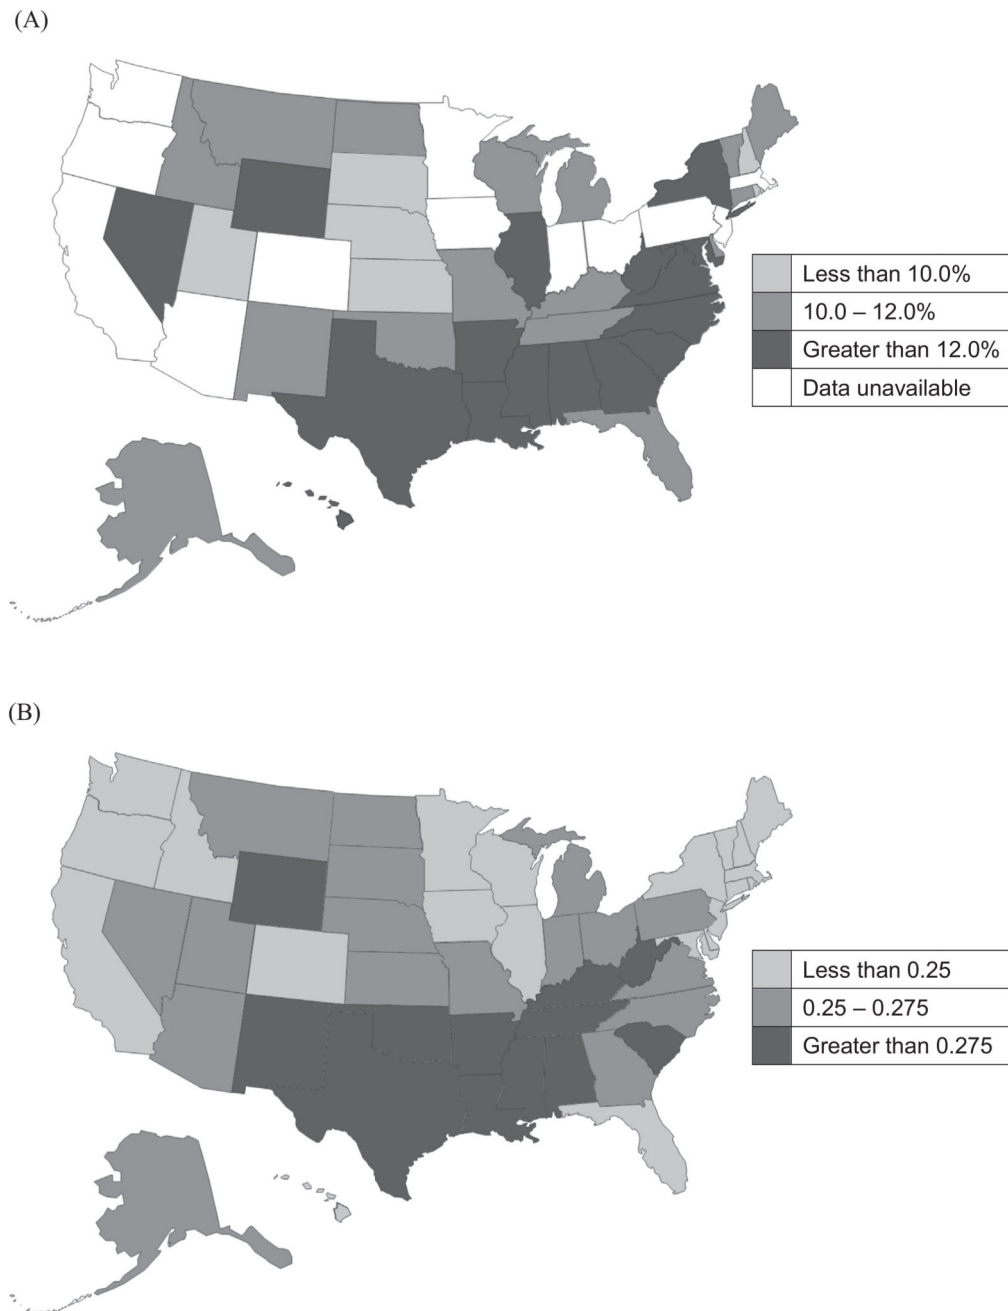 (A)
Less than 10.0%
10.0 – 12.0%
Greater than 12.0%
Data unavailable
(B)
Less than 0.25
0.25 – 0.275
Greater than 0.275